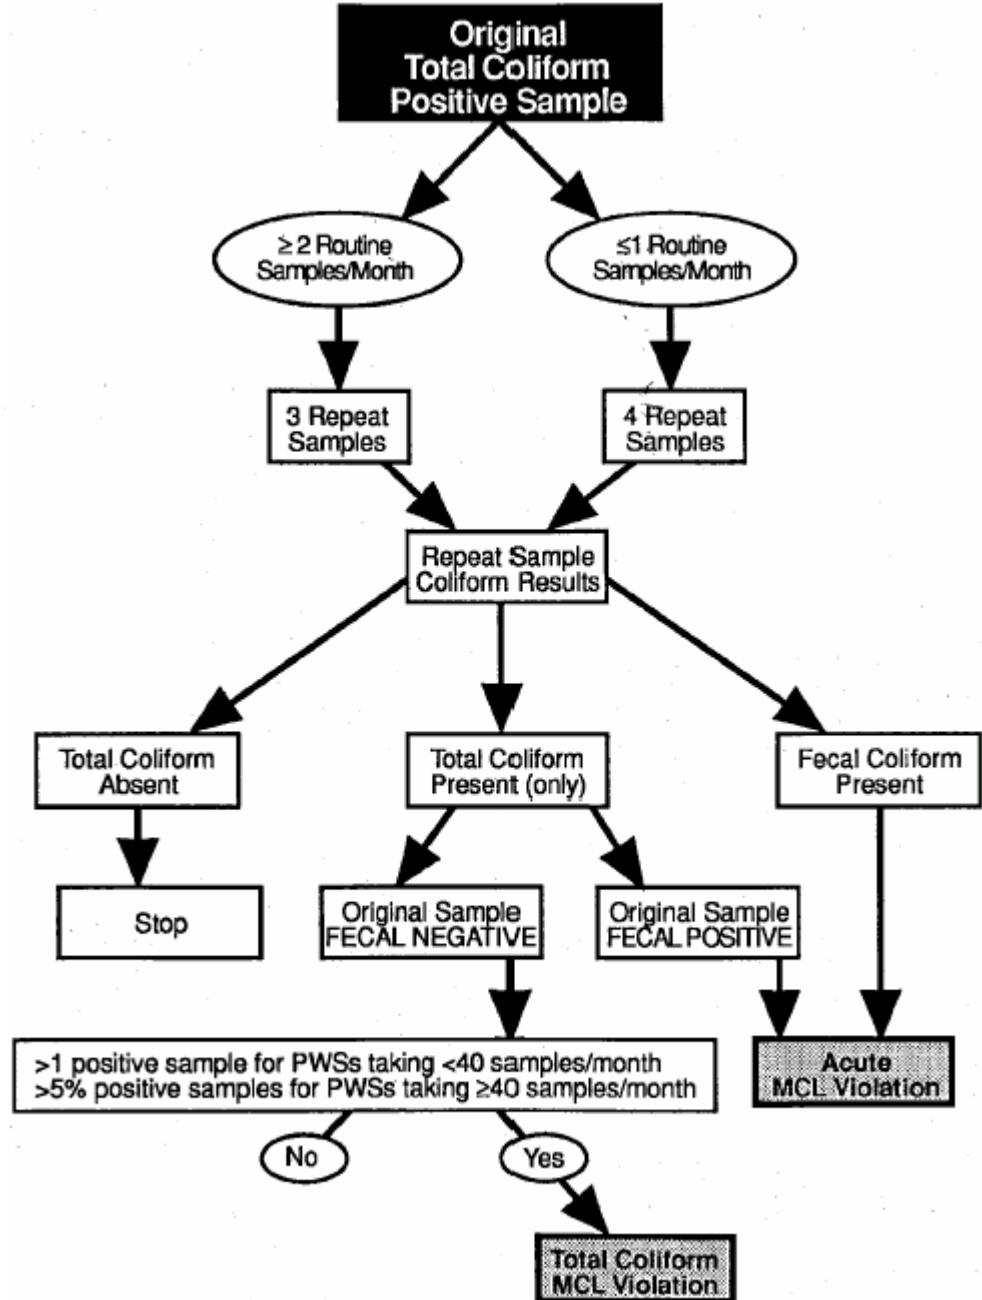 Original
Total Coliform
Positive Sample
≥ 2 Routine
Samples/Month
≤1 Routine
Samples/Month
3 Repeat
Samples
4 Repeat
Samples
Repeat Sample
Coliform Results
Total Coliform
Absent
Total Coliform
Present (only)
Fecal Coliform
Present
Stop
Original Sample
FECAL NEGATIVE
Original Sample
FECAL POSITIVE
>1 positive sample for PWSs taking <40 samples/month
>5% positive samples for PWSs taking ≥40 samples/month
Acute
MCL Violation
No
Yes
Total Coliform
MCL Violation